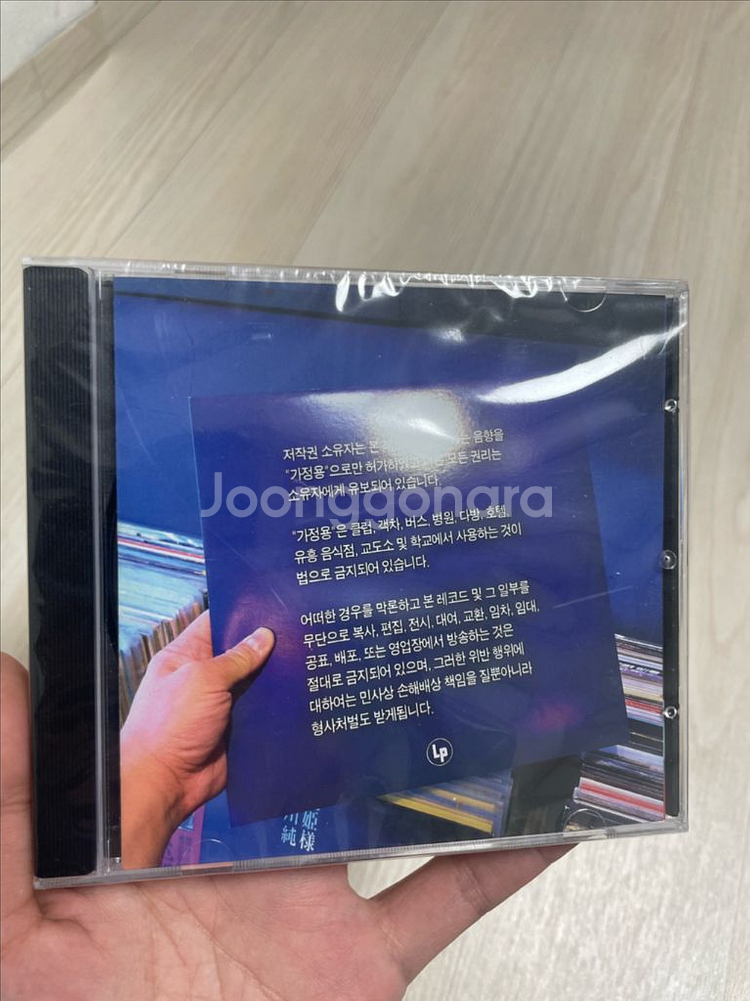 저작권 소유자는 본 음향을
"가정용"으로만 모든 권리는
소유자에게 유보되어 있습니다.
Joonggonara
"가정용"은 클럽, 객차, 버스, 병원, 다방, 호텔,
유흥 음식점, 교도소 및 학교에서 사용하는 것이
법으로 금지되어 있습니다.
어떠한 경우를 막론하고 본 레코드 및 그 일부를
무단으로 복사, 편집, 전시, 대여, 교환, 임차, 임대,
공표, 배포, 또는 영업장에서 방송하는 것은
절대로 금지되어 있으며, 그러한 위반 행위에
대하여는 민사상 손해배상 책임을 질뿐아니라
형사처벌도 받게됩니다.
Lp
姫様
川純